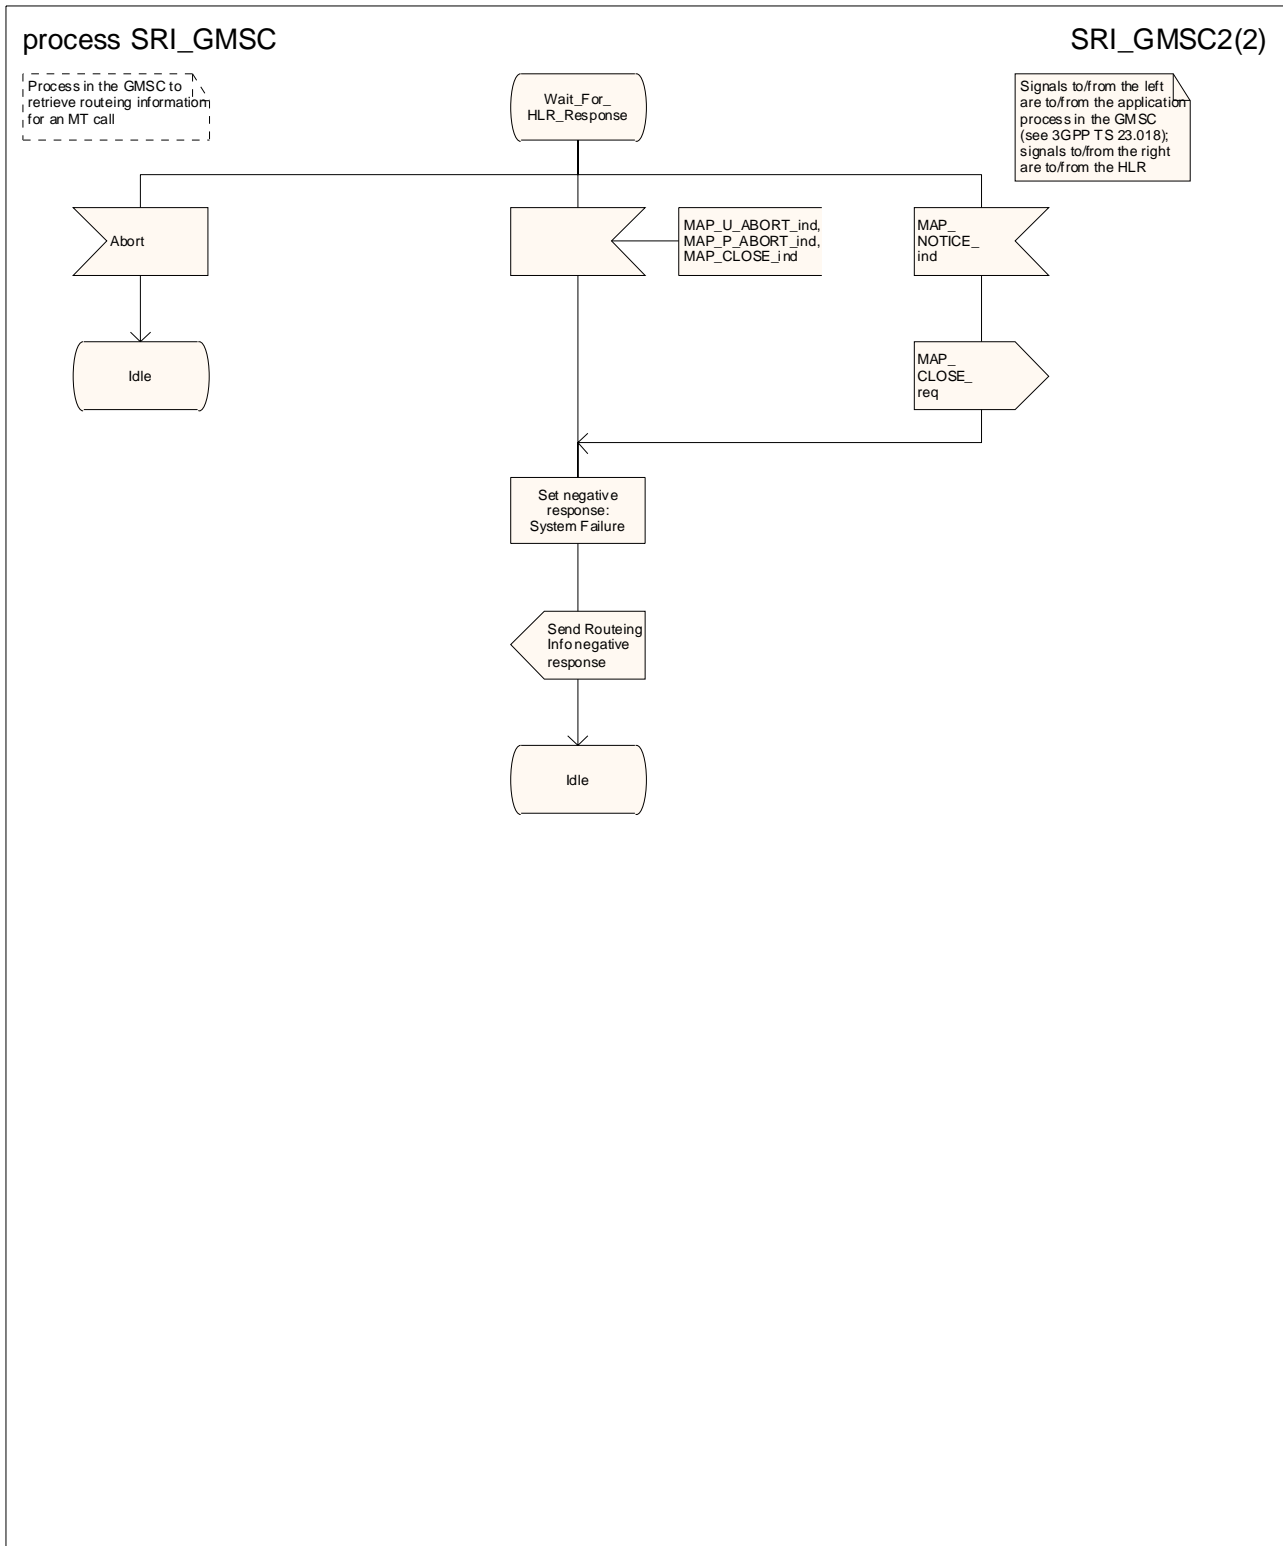 process SRI_GMSC
SRI_GMSC2(2)
Process in the GMSC to
retrieve routeing information
for an MT call
Wait_For_
HLR_Response
Signals to/from the left
are to/from the application
process in the GMSC
(see 3GPP TS 23.018);
signals to/from the right
are to/from the HLR
Abort
MAP_U_ABORT_ind,
MAP_P_ABORT_ind,
MAP_CLOSE_ind
MAP_
NOTICE_
ind
Idle
MAP_
CLOSE_
req
Set negative
response:
System Failure
Send Routeing
Info negative
response
Idle